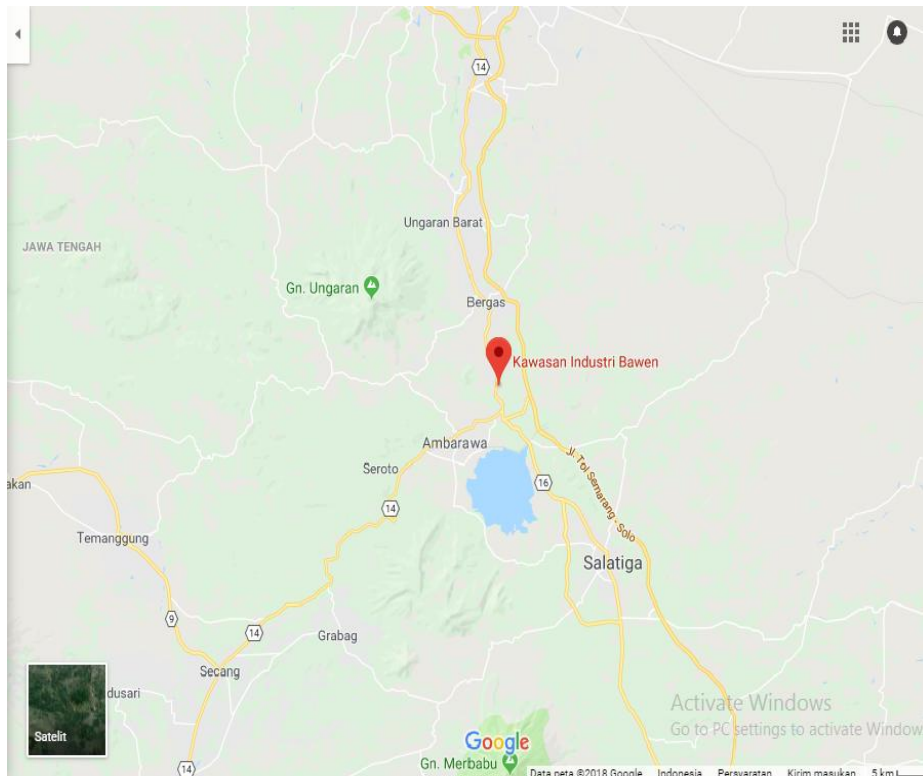 14
Ungaran Barat
JAWA TENGAH
Gn. Ungaran
Bergas
Kawasan Industri Bawen
Ambarawa
Seroto
Jl. Tol Semarang - Solo
16
akan
14
Temanggung
Salatiga
9
14
Grabag
Secang
dusari
Satelit
Activate Windows
Go to PC settings to activate Window
Google
Gn. Merbabu
14
Data peta ©2018 Google Indonesia Persyaratan Kirim masukan 5 km